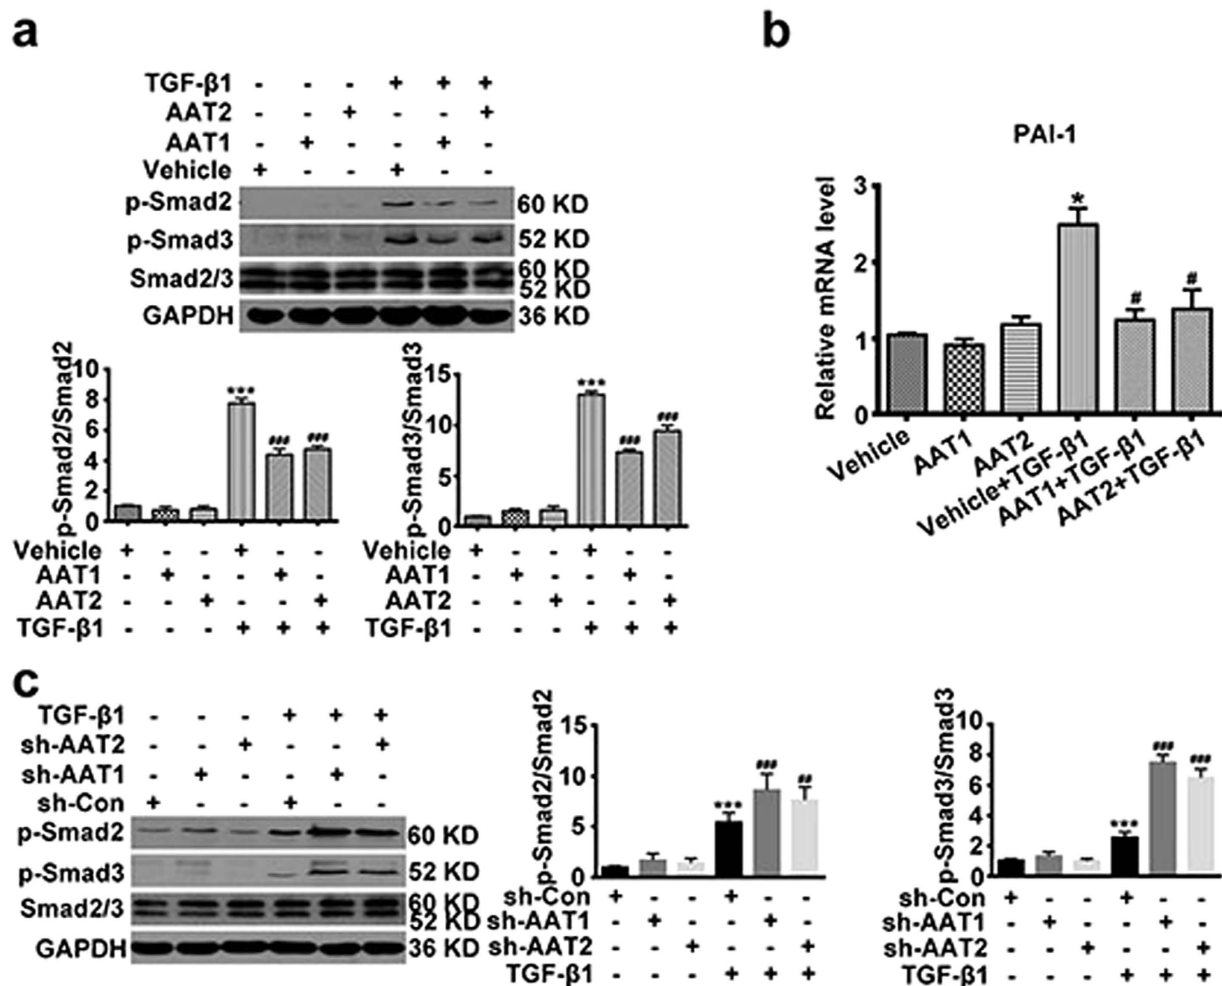 a
TGF-β1 - - - + + +
AAT2 - - + - - +
AAT1 - + - - + -
Vehicle + - - + - -
p-Smad2 60 KD
p-Smad3 52 KD
Smad2/3 60 KD
52 KD
GAPDH 36 KD
p-Smad2/Smad2
10
8
6
4
2
0
*** ### ###
Vehicle + - - + - -
AAT1 - + - - + -
AAT2 - - + - - +
TGF-β1 - - - + + +
p-Smad3/Smad3
15
10
5
0
*** ### ###
Vehicle + - - + - -
AAT1 - + - - + -
AAT2 - - + - - +
TGF-β1 - - - + + +
b
PAI-1
Relative mRNA level
3
2
1
0
* # #
Vehicle
AAT1
AAT2
Vehicle+TGF-β1
AAT1+TGF-β1
AAT2+TGF-β1
c
TGF-β1 - - - + + +
sh-AAT2 - - + - - +
sh-AAT1 - + - - + -
sh-Con + - - + - -
p-Smad2 60 KD
p-Smad3 52 KD
Smad2/3 60 KD
52 KD
GAPDH 36 KD
p-Smad2/Smad2
15
10
5
0
*** ### ##
sh-Con + - - + - -
sh-AAT1 - + - - + -
sh-AAT2 - - + - - +
TGF-β1 - - - + + +
p-Smad3/Smad3
10
8
6
4
2
0
*** ### ###
sh-Con + - - + - -
sh-AAT1 - + - - + -
sh-AAT2 - - + - - +
TGF-β1 - - - + + +